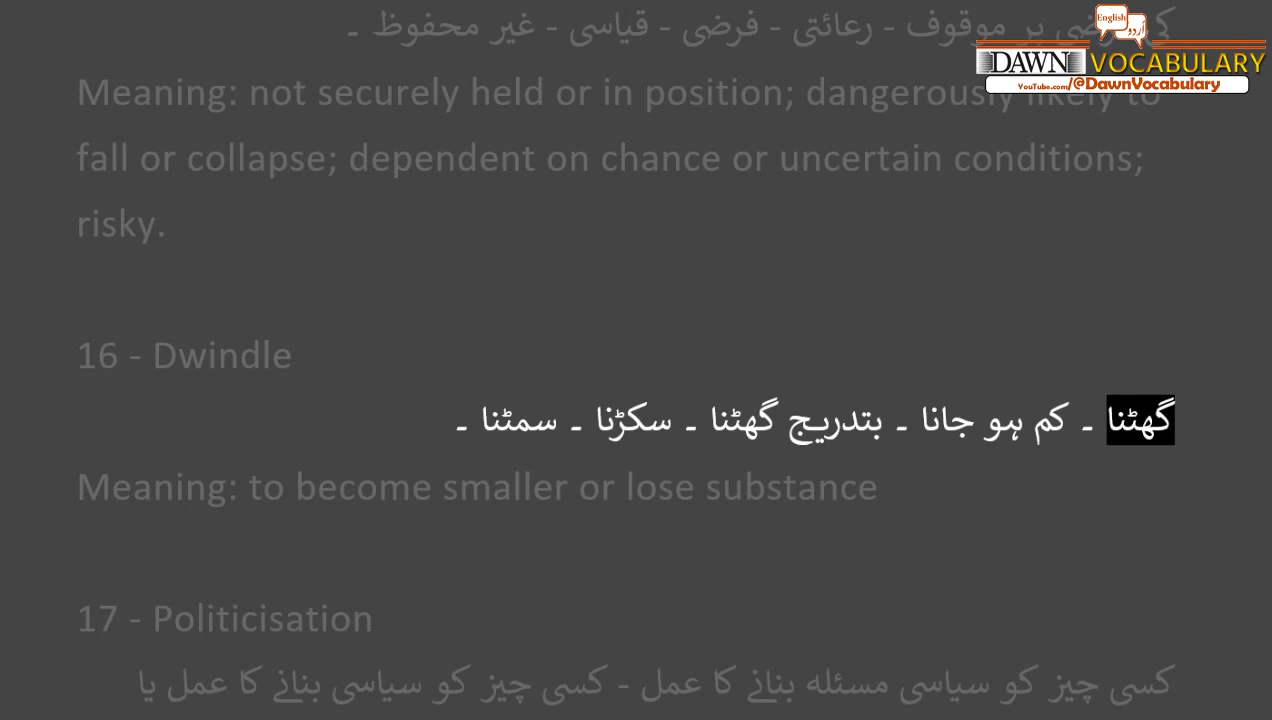 کی مرضی پر موقوف - رعائتی - فرضی - قیاسی - غیر محفوظ ۔
English
اُردو
DAWN VOCABULARY
YouTube.com/@DawnVocabulary
Meaning: not securely held or in position; dangerously likely to
fall or collapse; dependent on chance or uncertain conditions;
risky.
16 - Dwindle
گھٹنا ۔ کم ہو جانا ۔ بتدریج گھٹنا ۔ سکڑنا ۔ سمٹنا ۔
Meaning: to become smaller or lose substance
17 - Politicisation
کسی چیز کو سیاسی مسئلہ بنانے کا عمل - کسی چیز کو سیاسی بنانے کا عمل یا